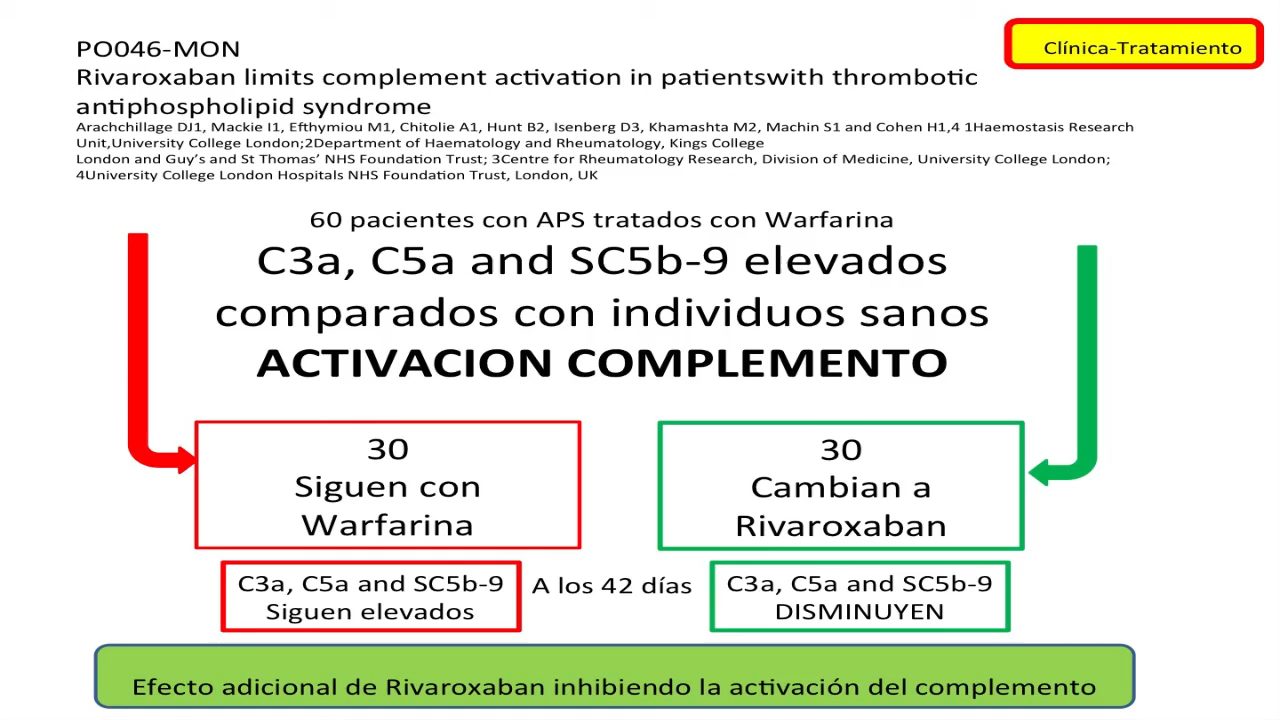 PO046-MON
Clínica-Tratamiento
Rivaroxaban limits complement activation in patientswith thrombotic
antiphospholipid syndrome
Arachchillage DJ1, Mackie I1, Efthymiou M1, Chitolie A1, Hunt B2, Isenberg D3, Khamashta M2, Machin S1 and Cohen H1,4 1Haemostasis Research
Unit,University College London;2Department of Haematology and Rheumatology, Kings College
London and Guy’s and St Thomas’ NHS Foundation Trust; 3Centre for Rheumatology Research, Division of Medicine, University College London;
4University College London Hospitals NHS Foundation Trust, London, UK
60 pacientes con APS tratados con Warfarina
C3a, C5a and SC5b-9 elevados
comparados con individuos sanos
ACTIVACION COMPLEMENTO
30
Siguen con
Warfarina
30
Cambian a
Rivaroxaban
C3a, C5a and SC5b-9
Siguen elevados
A los 42 días
C3a, C5a and SC5b-9
DISMINUYEN
Efecto adicional de Rivaroxaban inhibiendo la activación del complemento